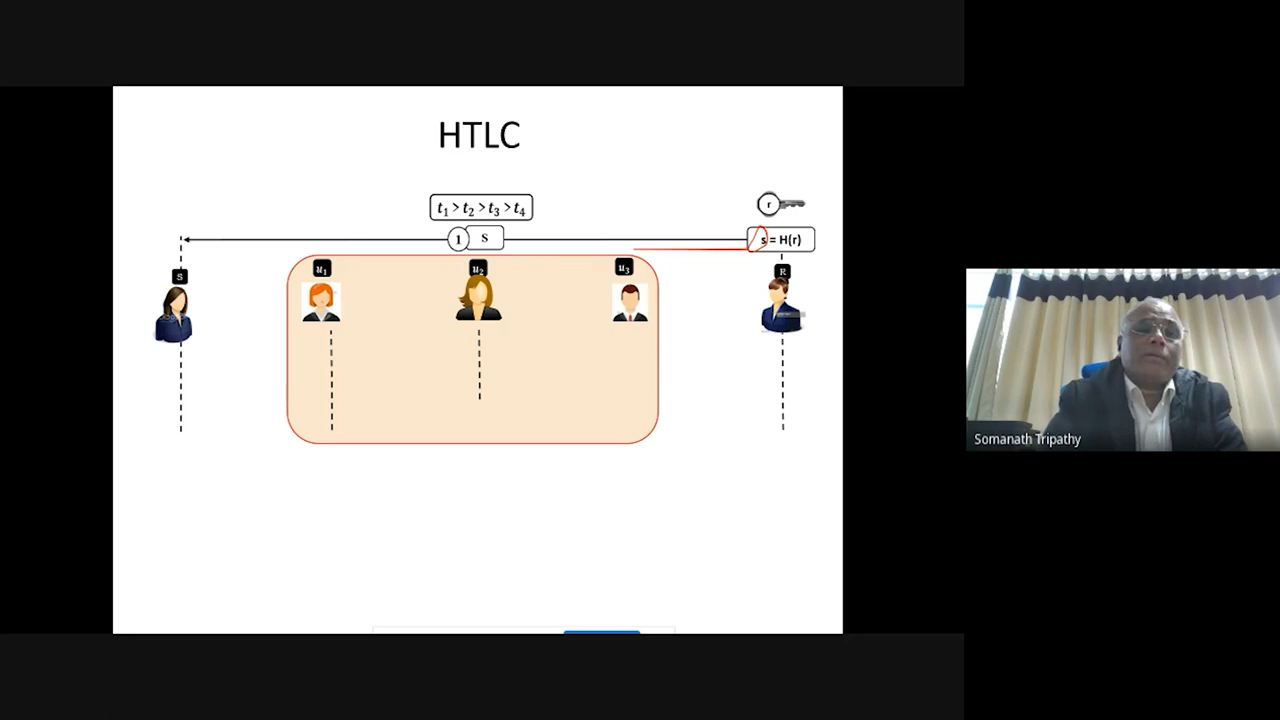 HTLC
t₁ > t₂ > t₃ > t₄
r
1 S
s = H(r)
S
u₁
u₂
u₃
R
Somanath Tripathy